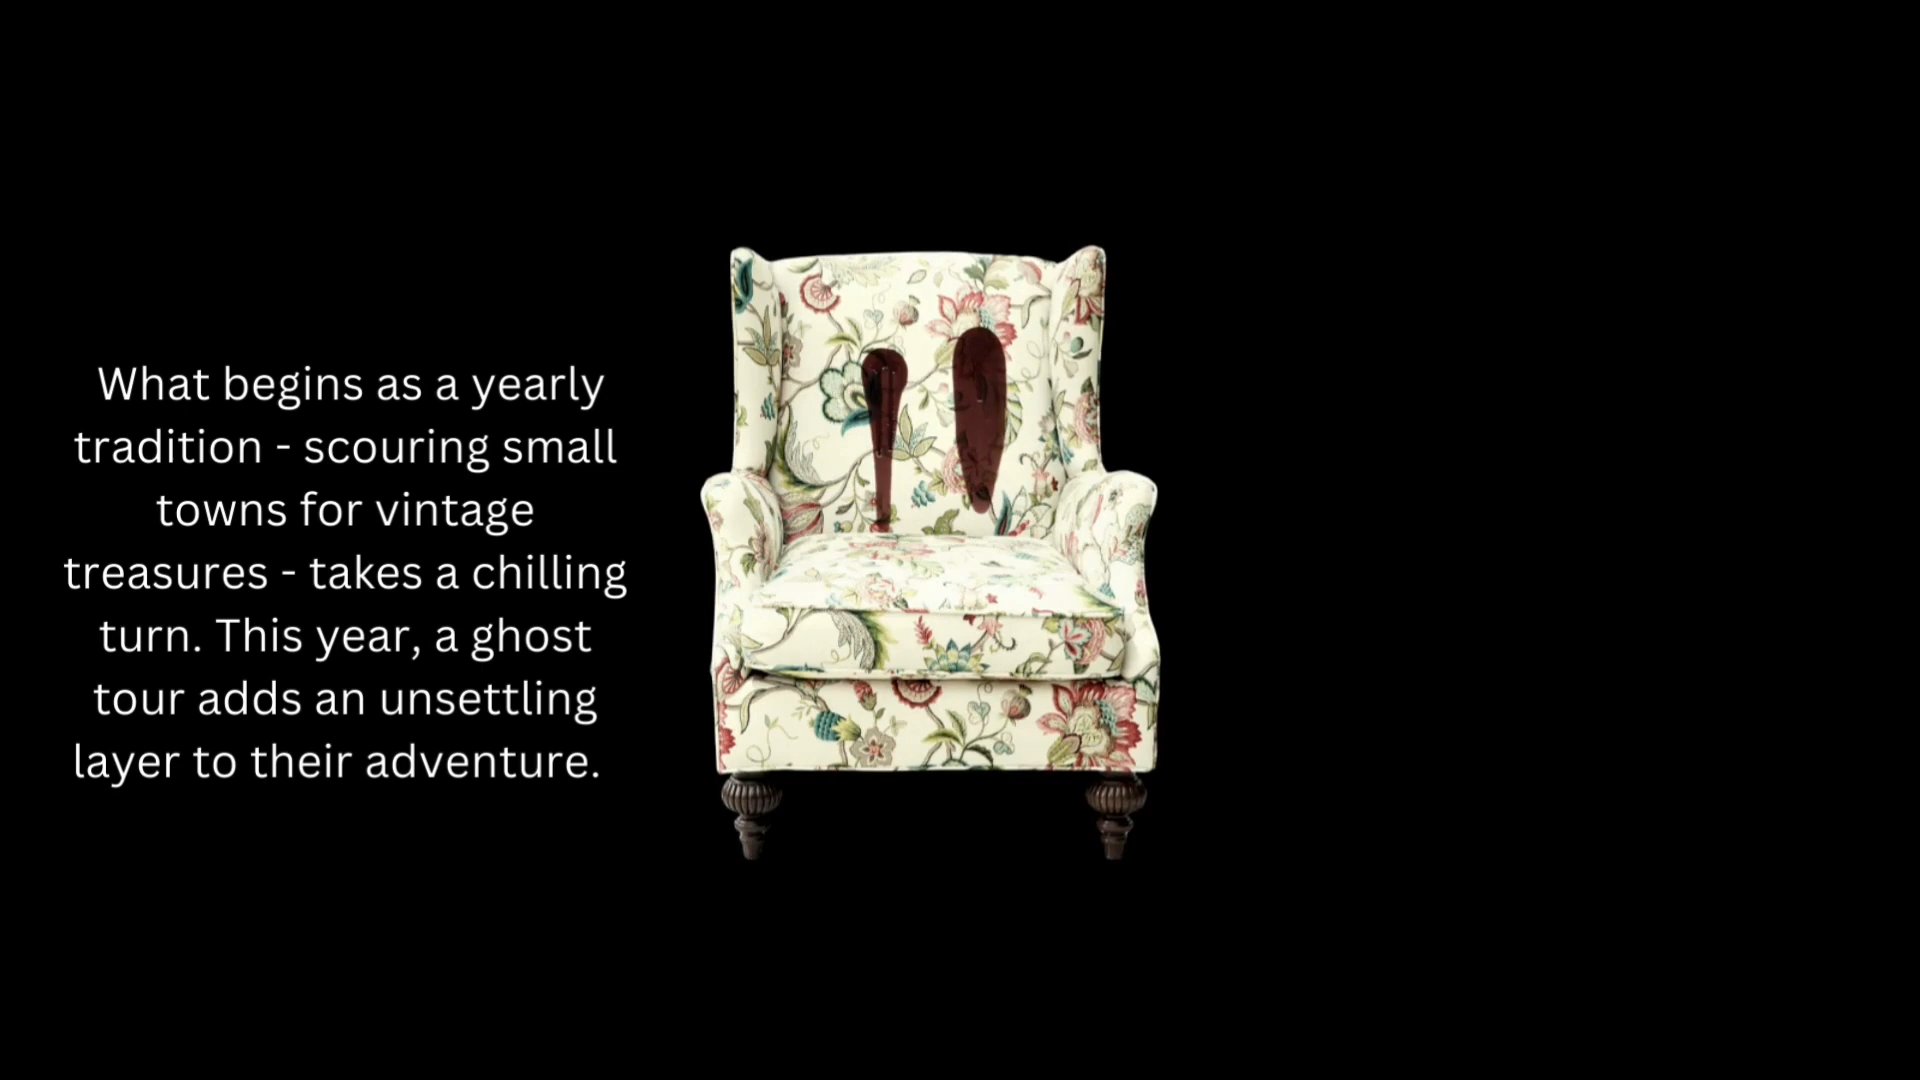 What begins as a yearly
tradition - scouring small
towns for vintage
treasures - takes a chilling
turn. This year, a ghost
tour adds an unsettling
layer to their adventure.